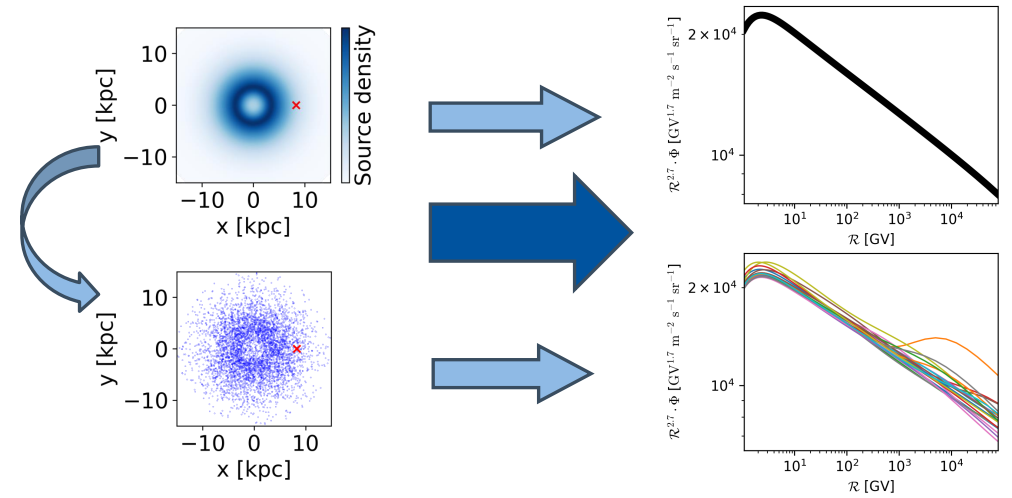 10
0
−10
y [kpc]
−10 0 10
x [kpc]
Source density
10
0
−10
y [kpc]
−10 0 10
x [kpc]
2 × 10⁴
10⁴
ℛ^{2.7} · Φ [GV^{1.7} m^{−2} s^{−1} sr^{−1}]
10¹ 10² 10³ 10⁴
ℛ [GV]
2 × 10⁴
10⁴
ℛ^{2.7} · Φ [GV^{1.7} m^{−2} s^{−1} sr^{−1}]
10¹ 10² 10³ 10⁴
ℛ [GV]